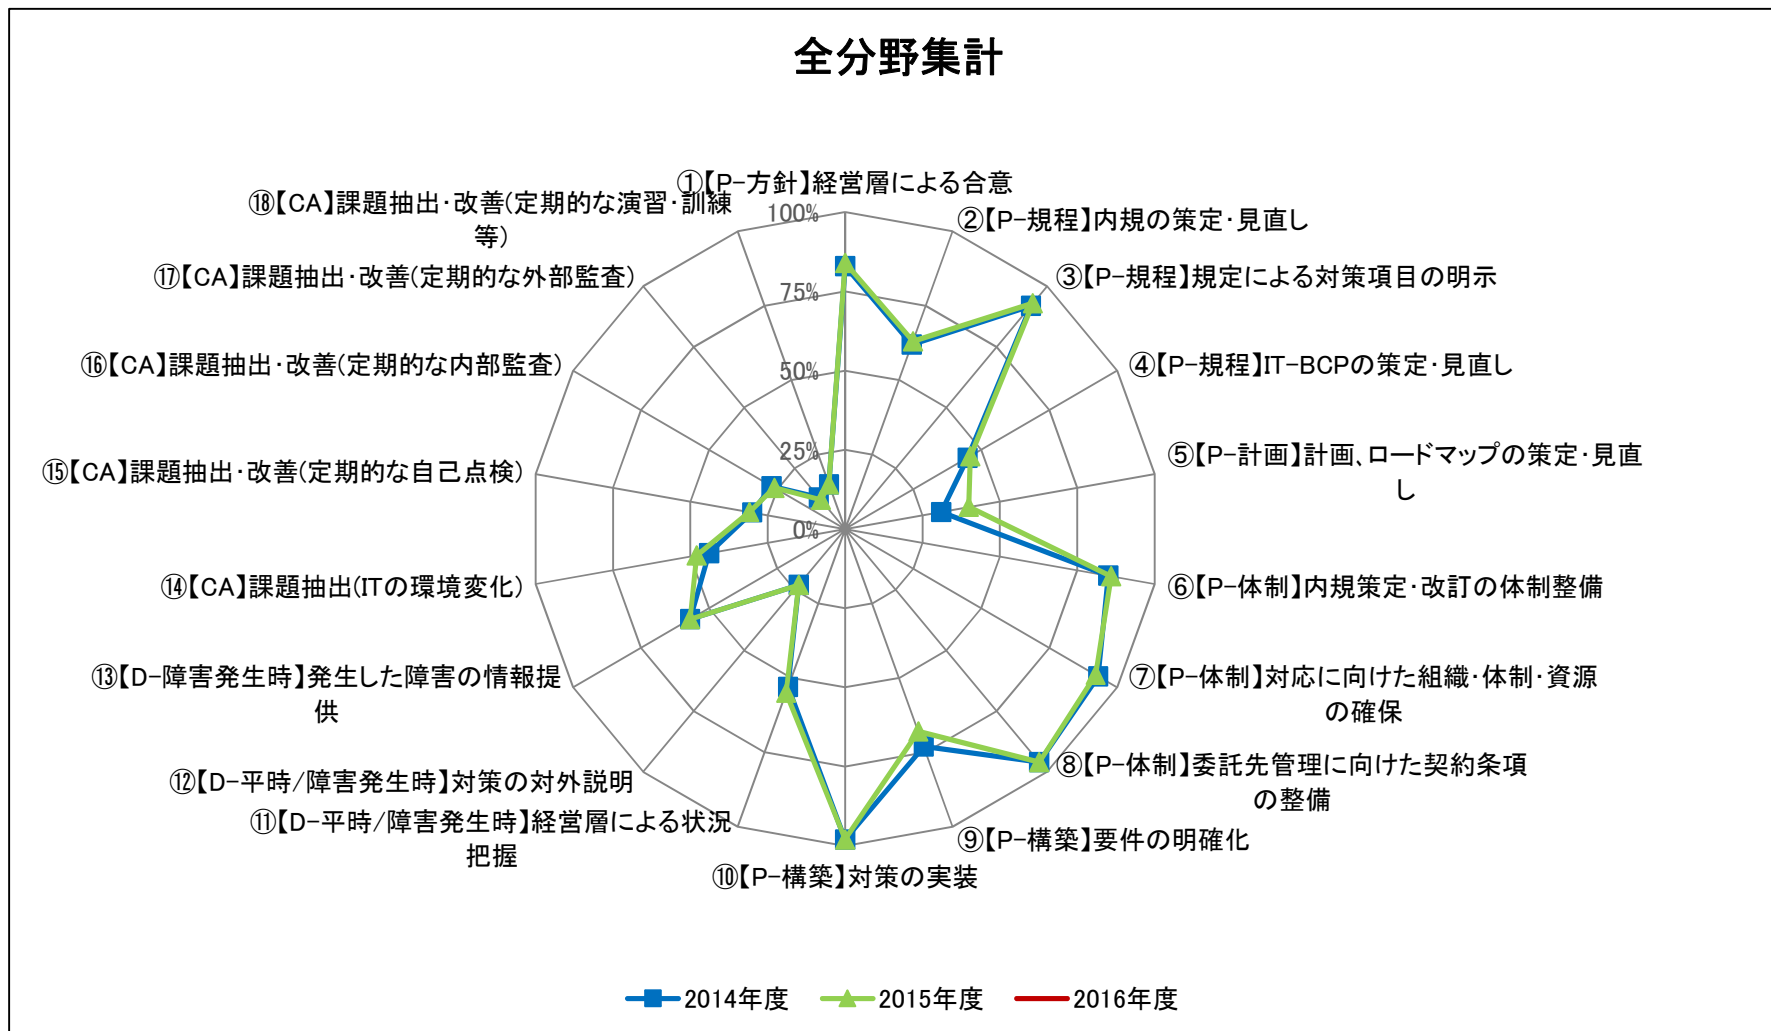 全分野集計
①【P-方針】経営層による合意
②【P-規程】内規の策定・見直し
③【P-規程】規定による対策項目の明示
④【P-規程】IT-BCPの策定・見直し
⑤【P-計画】計画、ロードマップの策定・見直
し
⑥【P-体制】内規策定・改訂の体制整備
⑦【P-体制】対応に向けた組織・体制・資源
の確保
⑧【P-体制】委託先管理に向けた契約条項
の整備
⑨【P-構築】要件の明確化
⑩【P-構築】対策の実装
⑪【D-平時/障害発生時】経営層による状況
把握
⑫【D-平時/障害発生時】対策の対外説明
⑬【D-障害発生時】発生した障害の情報提
供
⑭【CA】課題抽出(ITの環境変化)
⑮【CA】課題抽出・改善(定期的な自己点検)
⑯【CA】課題抽出・改善(定期的な内部監査)
⑰【CA】課題抽出・改善(定期的な外部監査)
⑱【CA】課題抽出・改善(定期的な演習・訓練
等)
100%
75%
50%
25%
0%
2014年度
2015年度
2016年度